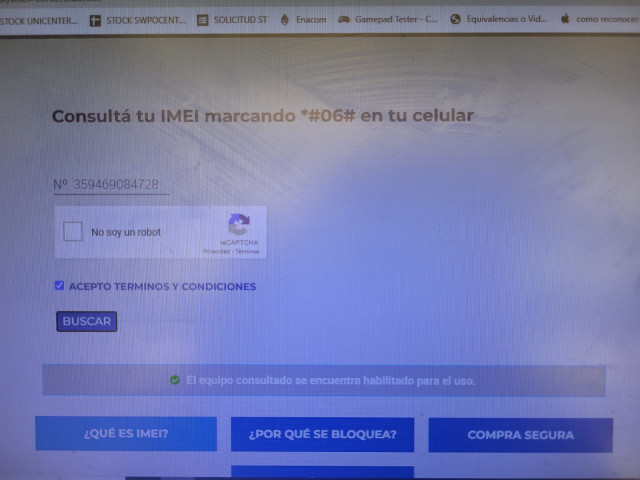 STOCK UNICENTER... STOCK SWPOCENT... SOLICITUD ST Enacom Gamepad Tester - C... Equivalencias o Vid... como reconocer
Consultá tu IMEI marcando *#06# en tu celular
Nº 359469084728
No soy un robot
reCAPTCHA
Privacidad - Términos
ACEPTO TERMINOS Y CONDICIONES
BUSCAR
El equipo consultado se encuentra habilitado para el uso.
¿QUÉ ES IMEI? ¿POR QUÉ SE BLOQUEA? COMPRA SEGURA